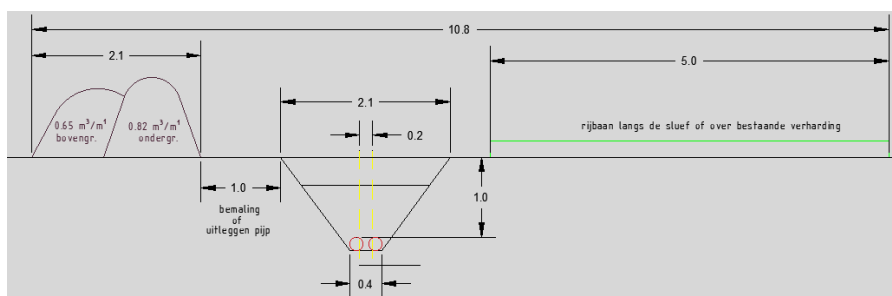 10.8
2.1
5.0
2.1
0.65 m³/m¹
bovengr.
0.82 m³/m¹
ondergr.
0.2
rijbaan langs de sluef of over bestaande verharding
1.0
bemaling
of
uitleggen pijp
1.0
0.4